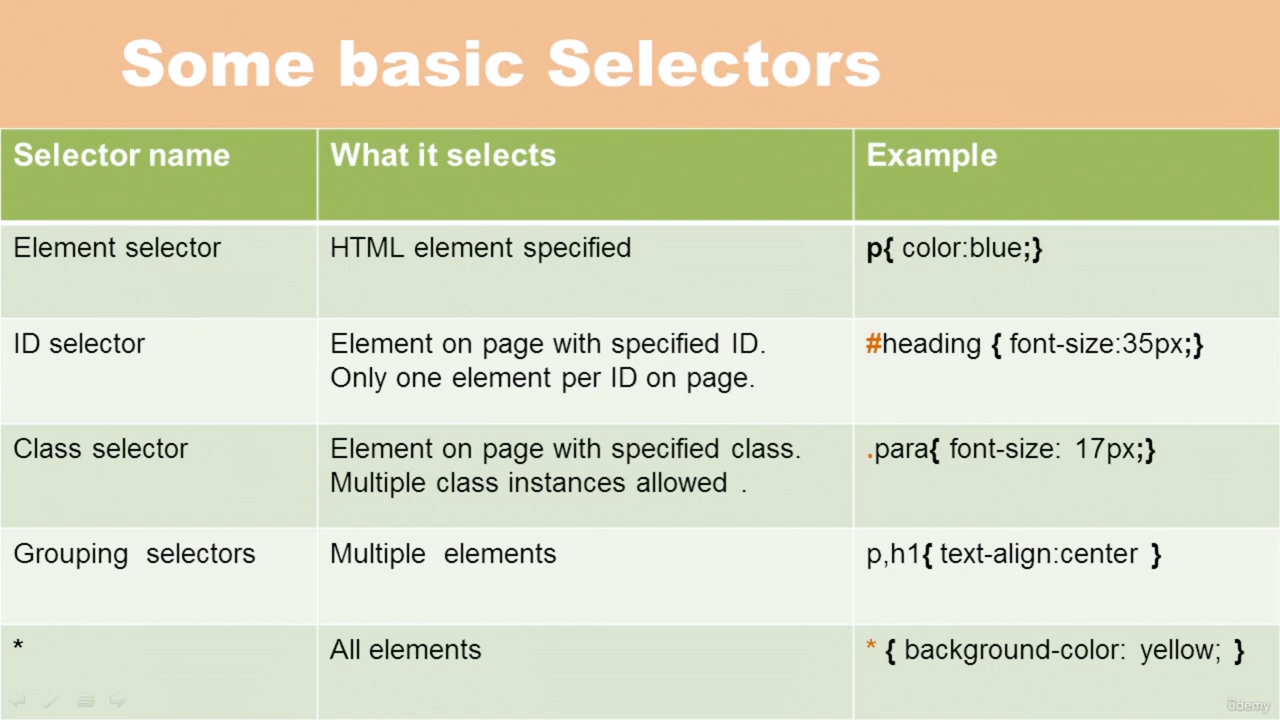 Some basic Selectors
Selector name
What it selects
Example
Element selector
HTML element specified
p{ color:blue;}
ID selector
Element on page with specified ID.
Only one element per ID on page.
#heading { font-size:35px;}
Class selector
Element on page with specified class.
Multiple class instances allowed .
.para{ font-size: 17px;}
Grouping selectors
Multiple elements
p,h1{ text-align:center }
*
All elements
* { background-color: yellow; }
ûdemy